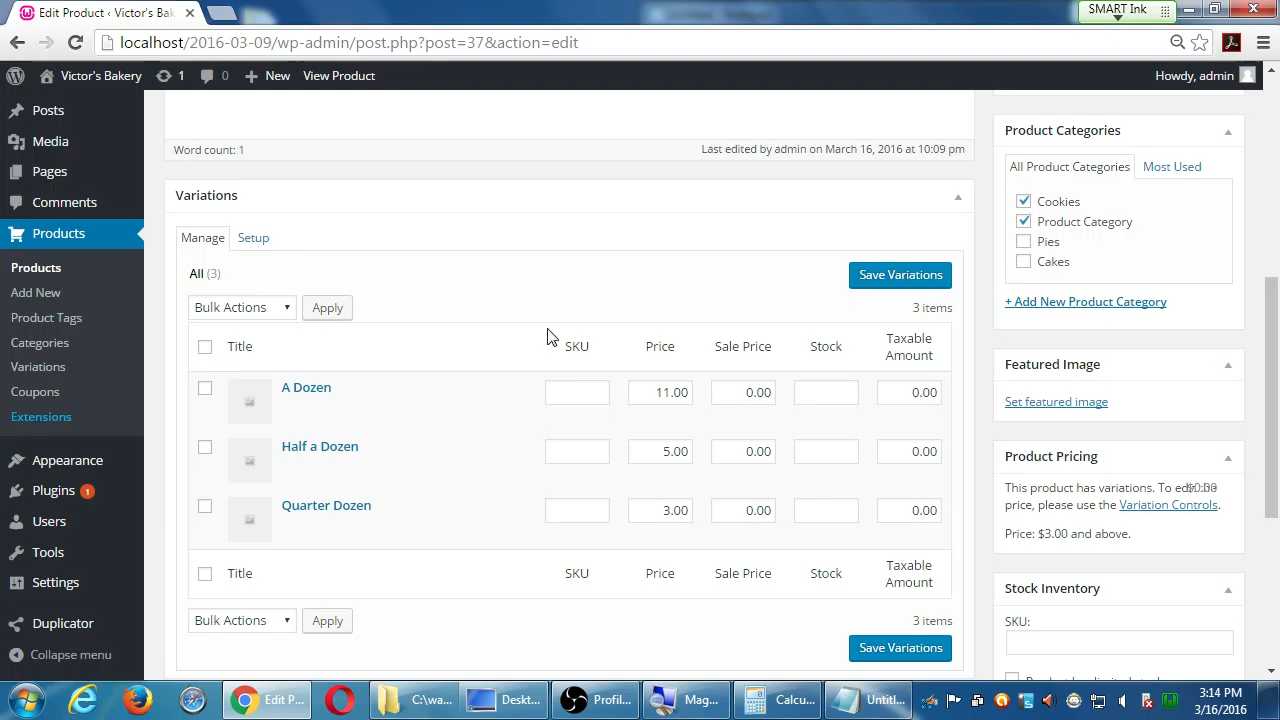 Edit Product ‹ Victor's Bak
SMART Ink
localhost/2016-03-09/wp-admin/post.php?post=37&action=edit
Victor's Bakery 1 0 New View Product Howdy, admin
Posts
Media
Pages
Comments
Products
Products
Add New
Product Tags
Categories
Variations
Coupons
Extensions
Appearance
Plugins 1
Users
Tools
Settings
Duplicator
Collapse menu
Word count: 1 Last edited by admin on March 16, 2016 at 10:09 pm
Variations
Manage Setup
All (3) Save Variations
Bulk Actions Apply 3 items
Title SKU Price Sale Price Stock Taxable Amount
A Dozen 11.00 0.00 0.00
Half a Dozen 5.00 0.00 0.00
Quarter Dozen 3.00 0.00 0.00
Title SKU Price Sale Price Stock Taxable Amount
Bulk Actions Apply 3 items
Save Variations
Product Categories
All Product Categories Most Used
Cookies
Product Category
Pies
Cakes
+ Add New Product Category
Featured Image
Set featured image
Product Pricing
This product has variations. To
price, please use the Variation Controls.
Price: $3.00 and above.
Stock Inventory
SKU:
Edit P... C:\wa... Deskt... Profil... Mag... Calcu... Untitl...
3:14 PM
3/16/2016